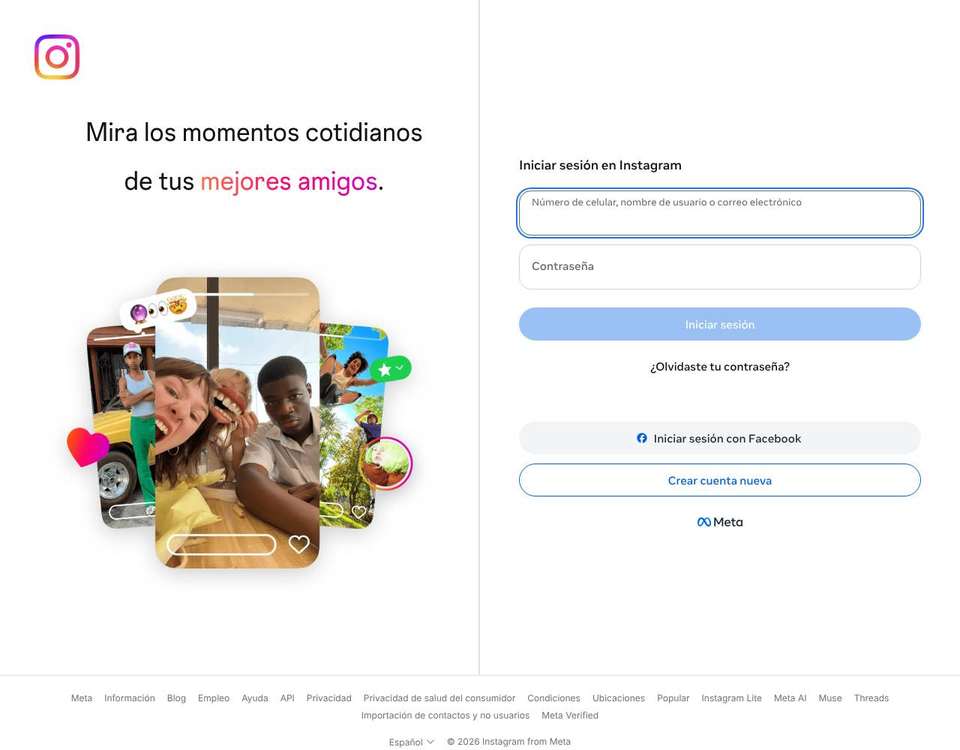 Mira los momentos cotidianos
de tus mejores amigos.
Iniciar sesión en Instagram
Número de celular, nombre de usuario o correo electrónico
Contraseña
Iniciar sesión
¿Olvidaste tu contraseña?
Iniciar sesión con Facebook
Crear cuenta nueva
Meta
Meta Información Blog Empleo Ayuda API Privacidad Privacidad de salud del consumidor Condiciones Ubicaciones Popular Instagram Lite Meta AI Muse Threads
Importación de contactos y no usuarios Meta Verified
Español © 2026 Instagram from Meta